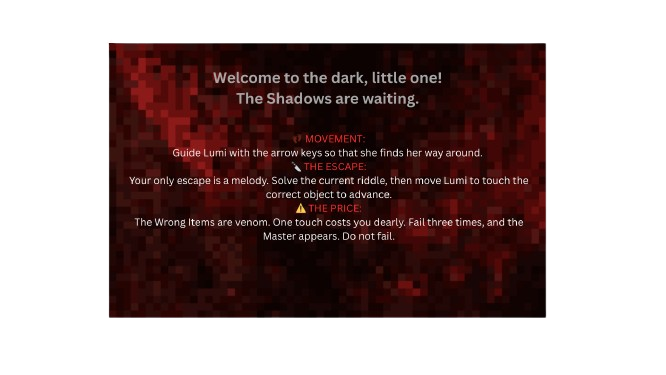 Welcome to the dark, little one!
The Shadows are waiting.
👣 MOVEMENT:
Guide Lumi with the arrow keys so that she finds her way around.
🔪 THE ESCAPE:
Your only escape is a melody. Solve the current riddle, then move Lumi to touch the
correct object to advance.
⚠️ THE PRICE:
The Wrong Items are venom. One touch costs you dearly. Fail three times, and the
Master appears. Do not fail.